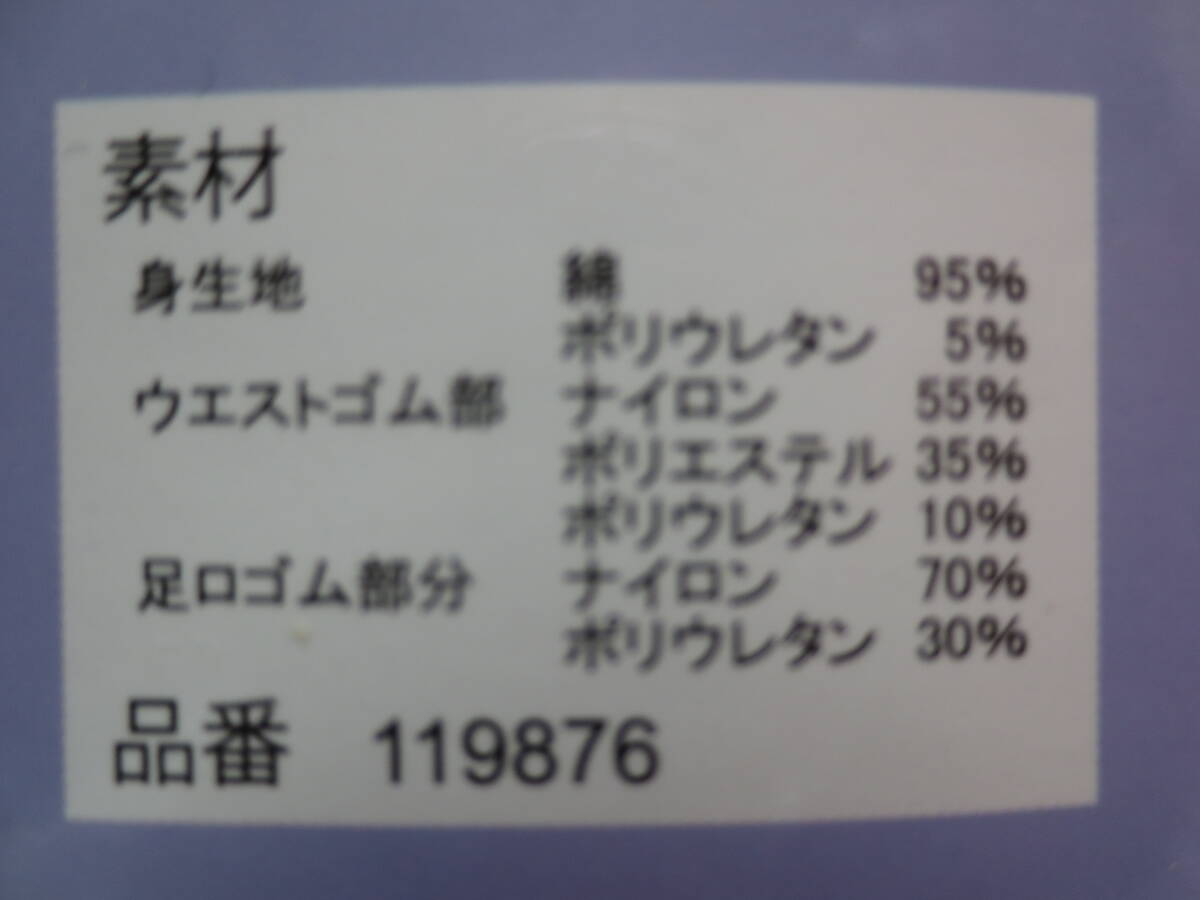 素材
身生地 綿 95%
ポリウレタン 5%
ウエストゴム部 ナイロン 55%
ポリエステル 35%
ポリウレタン 10%
足口ゴム部分 ナイロン 70%
ポリウレタン 30%
品番 119876